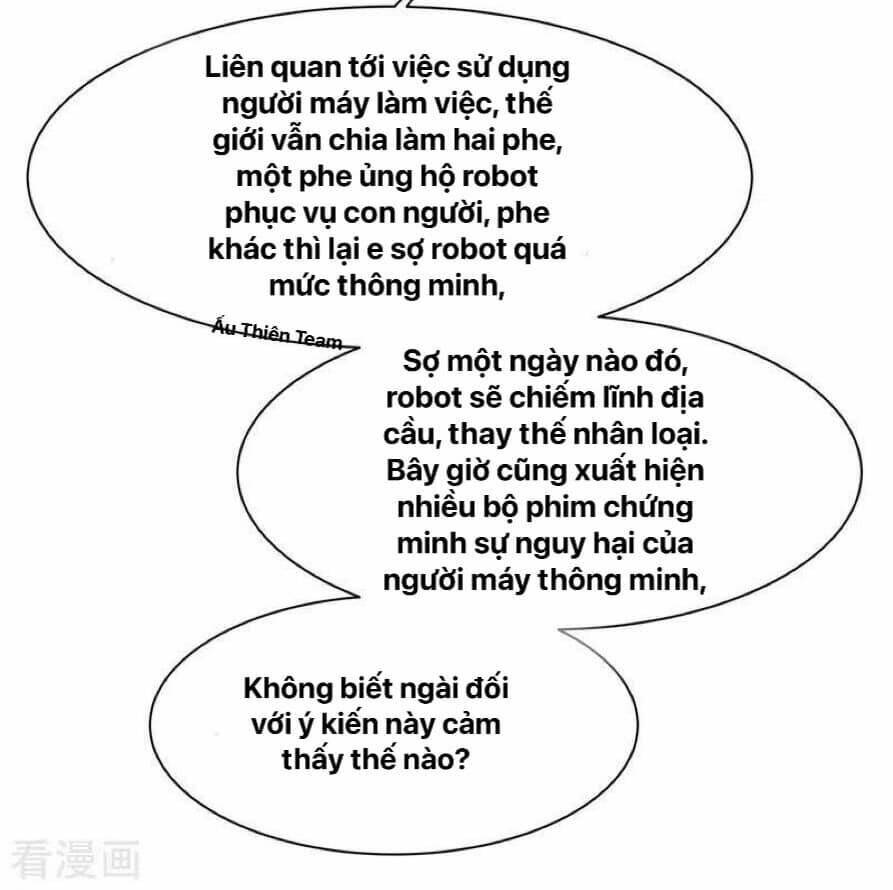 Liên quan tới việc sử dụng
người máy làm việc, thế
giới vẫn chia làm hai phe,
một phe ủng hộ robot
phục vụ con người, phe
khác thì lại e sợ robot quá
mức thông minh,
Ấu Thiên Team
Sợ một ngày nào đó,
robot sẽ chiếm lĩnh địa
cầu, thay thế nhân loại.
Bây giờ cũng xuất hiện
nhiều bộ phim chứng
minh sự nguy hại của
người máy thông minh,
Không biết ngài đối
với ý kiến này cảm
thấy thế nào?
看漫画